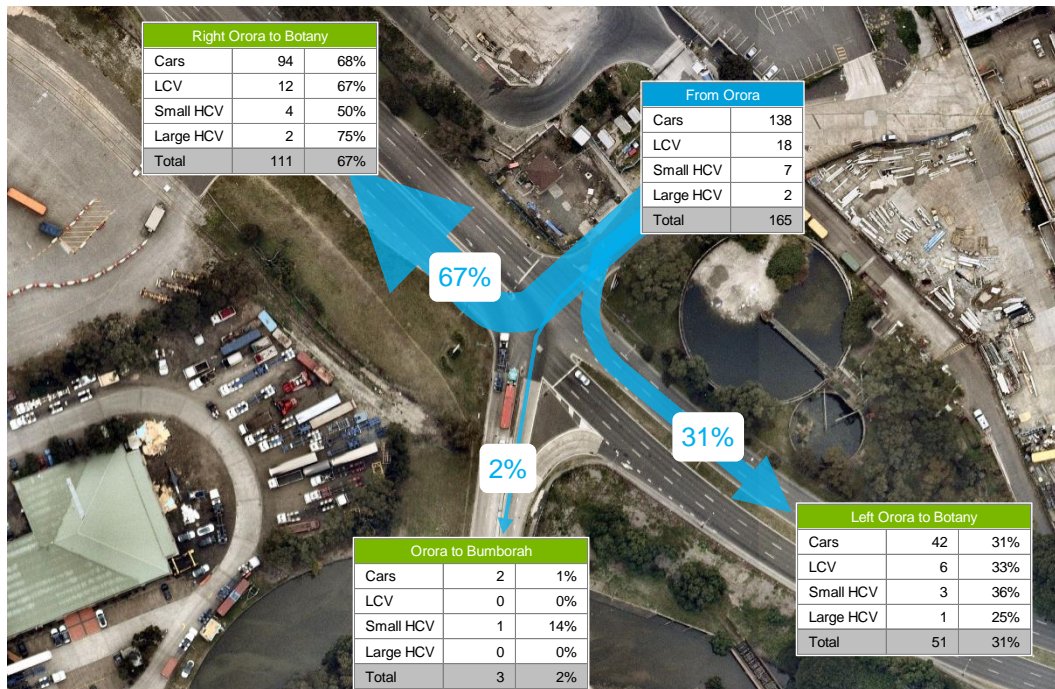 Right Orora to Botany
Cars 94 68%
LCV 12 67%
Small HCV 4 50%
Large HCV 2 75%
Total 111 67%
From Orora
Cars 138
LCV 18
Small HCV 7
Large HCV 2
Total 165
67%
31%
2%
Left Orora to Botany
Cars 42 31%
LCV 6 33%
Small HCV 3 36%
Large HCV 1 25%
Total 51 31%
Orora to Bumborah
Cars 2 1%
LCV 0 0%
Small HCV 1 14%
Large HCV 0 0%
Total 3 2%